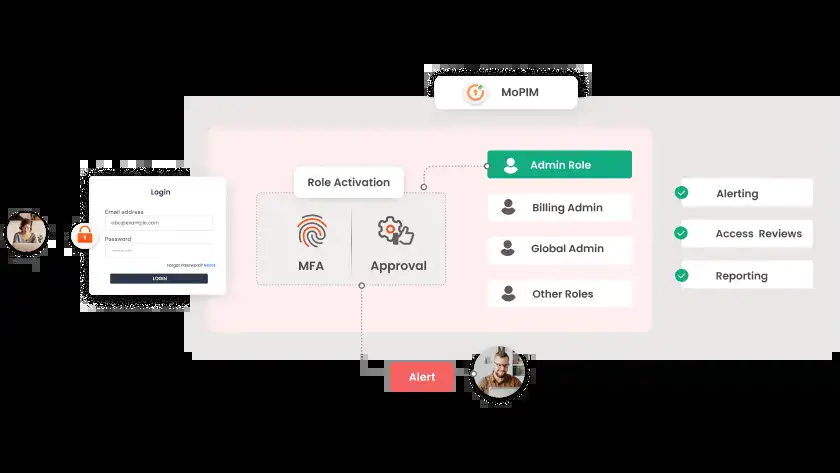 MoPIM
Login
Email address
abc@example.com
Password
Forgot Password? Reset
LOGIN
Role Activation
MFA
Approval
Admin Role
Billing Admin
Global Admin
Other Roles
Alerting
Access Reviews
Reporting
Alert